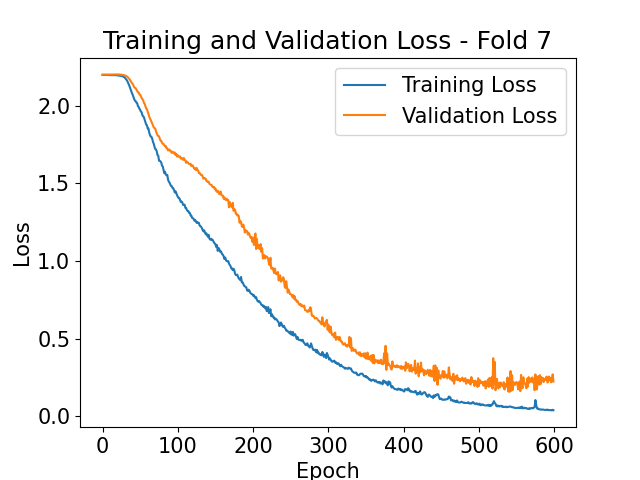 Training and Validation Loss - Fold 7
Training Loss
Validation Loss
Loss
2.0
1.5
1.0
0.5
0.0
0 100 200 300 400 500 600
Epoch